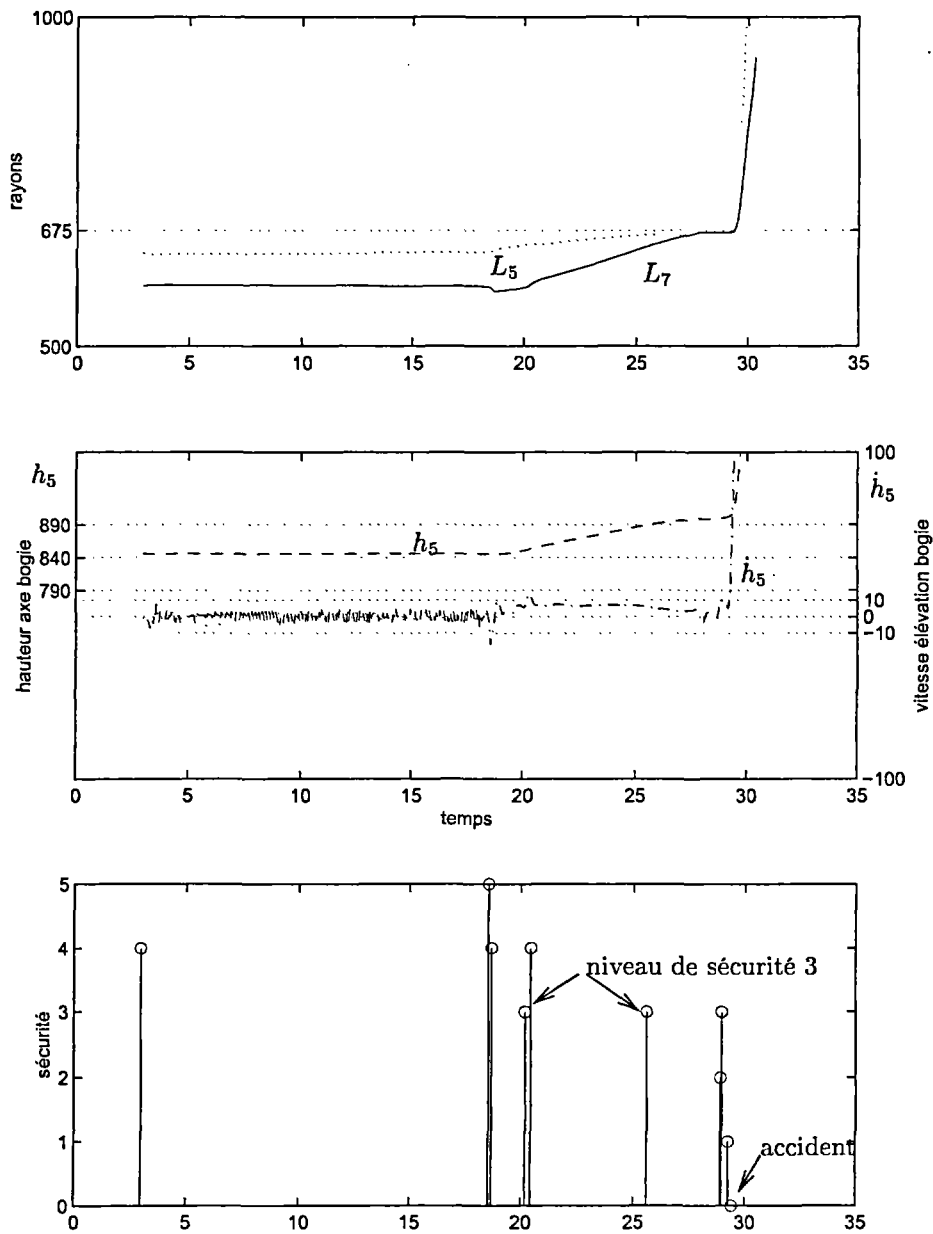 1000
rayons
675
L5
L7
500
0 5 10 15 20 25 30 35
h5
100
ḣ5
890
h5
840
ḣ5
790
10
0
−10
hauteur axe bogie
vitesse élévation bogie
−100
0 5 10 15 20 25 30 35
temps
5
4
niveau de sécurité 3
3
sécurité
2
1
accident
0
0 5 10 15 20 25 30 35